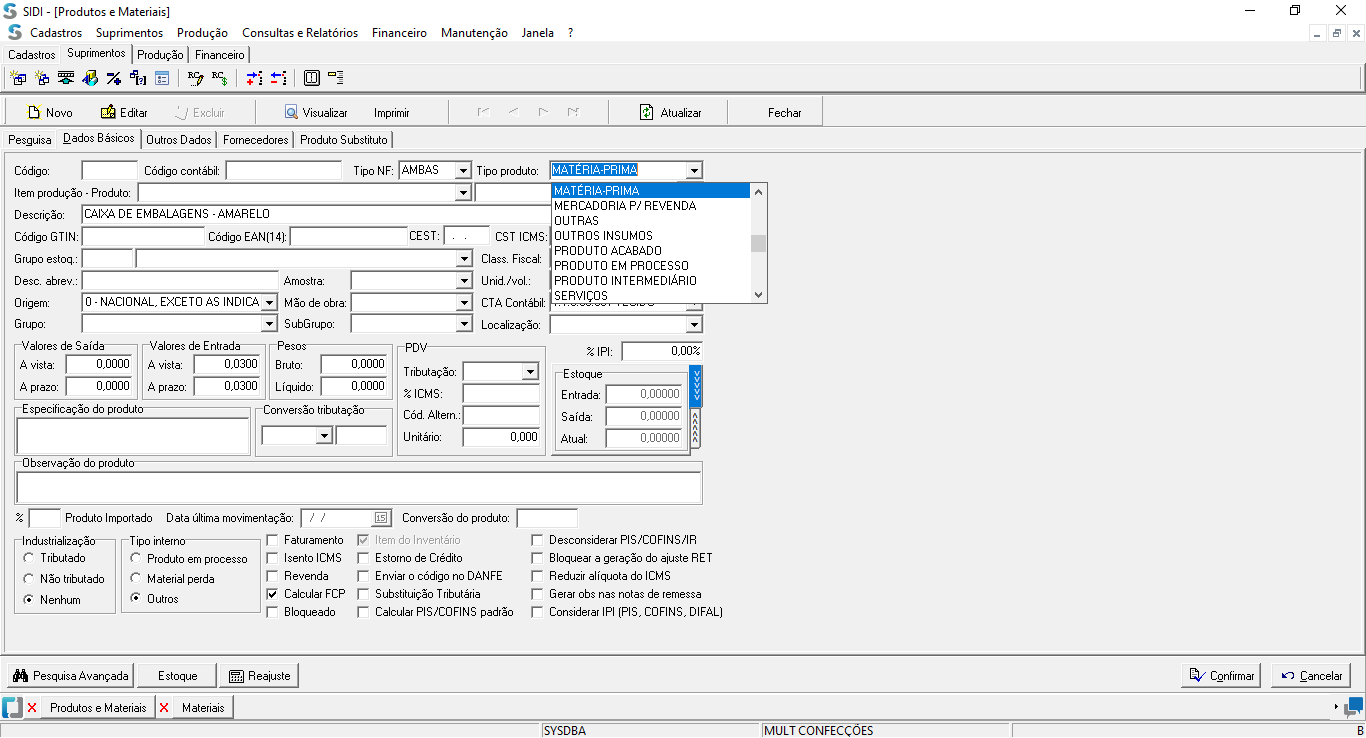 SIDI - [Produtos e Materiais]
Cadastros Suprimentos Produção Consultas e Relatórios Financeiro Manutenção Janela ?
Cadastros Suprimentos Produção Financeiro
Novo Editar Excluir Visualizar Imprimir Atualizar Fechar
Pesquisa Dados Básicos Outros Dados Fornecedores Produto Substituto
Código: Código contábil: Tipo NF: AMBAS Tipo produto: MATÉRIA-PRIMA
Item produção - Produto: MATÉRIA-PRIMA
MERCADORIA P/ REVENDA
Descrição: CAIXA DE EMBALAGENS - AMARELO OUTRAS
Código GTIN: Código EAN(14): CEST: . . CST ICMS: OUTROS INSUMOS
PRODUTO ACABADO
Grupo estoq.: Class. Fiscal: PRODUTO EM PROCESSO
Desc. abrev.: Amostra: Unid./vol.: PRODUTO INTERMEDIÁRIO
SERVIÇOS
Origem: 0 - NACIONAL, EXCETO AS INDICA Mão de obra: CTA Contábil:
Grupo: SubGrupo: Localização:
Valores de Saída Valores de Entrada Pesos PDV % IPI: 0,00%
A vista: 0,0000 A vista: 0,0300 Bruto: 0,0000 Tributação: Estoque
A prazo: 0,0000 A prazo: 0,0300 Líquido: 0,0000 % ICMS: Entrada: 0,00000
Especificação do produto Conversão tributação Cód. Altern.: Saída: 0,00000
Unitário: 0,000 Atual: 0,00000
Observação do produto
% Produto Importado Data última movimentação: / / 15 Conversão do produto:
Industrialização Tipo interno Faturamento Item do Inventário Desconsiderar PIS/COFINS/IR
Tributado Produto em processo Isento ICMS Estorno de Crédito Bloquear a geração do ajuste RET
Não tributado Material perda Revenda Enviar o código no DANFE Reduzir alíquota do ICMS
Nenhum Outros Calcular FCP Substituição Tributária Gerar obs nas notas de remessa
Bloqueado Calcular PIS/COFINS padrão Considerar IPI (PIS, COFINS, DIFAL)
Pesquisa Avançada Estoque Reajuste Confirmar Cancelar
Produtos e Materiais Materiais
SYSDBA MULT CONFECÇÕES B